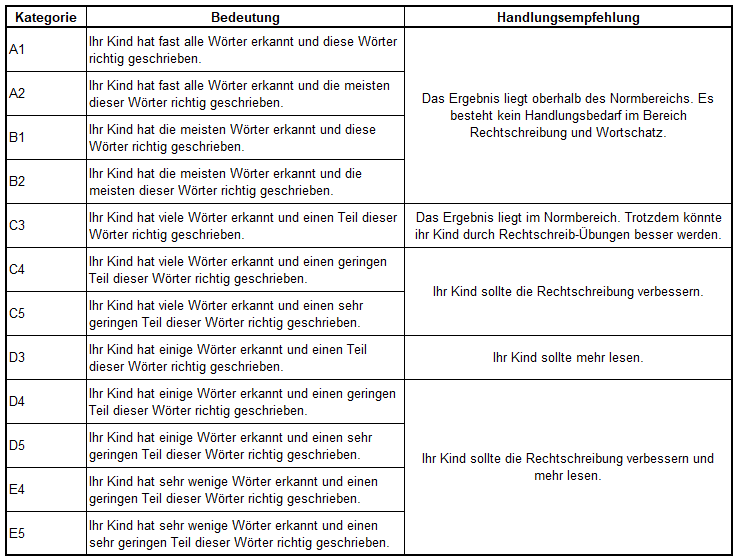 Kategorie Bedeutung Handlungsempfehlung
A1
Ihr Kind hat fast alle Wörter erkannt und diese Wörter
richtig geschrieben.
A2
Ihr Kind hat fast alle Wörter erkannt und die meisten
dieser Wörter richtig geschrieben.
B1
Ihr Kind hat die meisten Wörter erkannt und diese
Wörter richtig geschrieben.
B2
Ihr Kind hat die meisten Wörter erkannt und die
meisten dieser Wörter richtig geschrieben.
Das Ergebnis liegt oberhalb des Normbereichs. Es
besteht kein Handlungsbedarf im Bereich
Rechtschreibung und Wortschatz.
C3
Ihr Kind hat viele Wörter erkannt und einen Teil dieser
Wörter richtig geschrieben.
Das Ergebnis liegt im Normbereich. Trotzdem könnte
ihr Kind durch Rechtschreib-Übungen besser werden.
C4
Ihr Kind hat viele Wörter erkannt und einen geringen
Teil dieser Wörter richtig geschrieben.
C5
Ihr Kind hat viele Wörter erkannt und einen sehr
geringen Teil dieser Wörter richtig geschrieben.
Ihr Kind sollte die Rechtschreibung verbessern.
D3
Ihr Kind hat einige Wörter erkannt und einen Teil
dieser Wörter richtig geschrieben.
Ihr Kind sollte mehr lesen.
D4
Ihr Kind hat einige Wörter erkannt und einen geringen
Teil dieser Wörter richtig geschrieben.
D5
Ihr Kind hat einige Wörter erkannt und einen sehr
geringen Teil dieser Wörter richtig geschrieben.
E4
Ihr Kind hat sehr wenige Wörter erkannt und einen
geringen Teil dieser Wörter richtig geschrieben.
E5
Ihr Kind hat sehr wenige Wörter erkannt und einen
sehr geringen Teil dieser Wörter richtig geschrieben.
Ihr Kind sollte die Rechtschreibung verbessern und
mehr lesen.